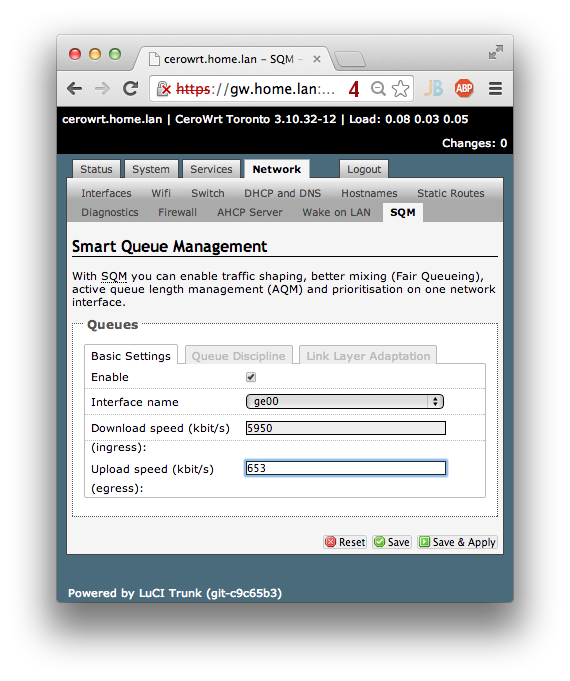 cerowrt.home.lan – SQM –
https://gw.home.lan:... 4 JB ABP
cerowrt.home.lan | CeroWrt Toronto 3.10.32-12 | Load: 0.08 0.03 0.05
Changes: 0
Status System Services Network Logout
Interfaces Wifi Switch DHCP and DNS Hostnames Static Routes
Diagnostics Firewall AHCP Server Wake on LAN SQM
Smart Queue Management
With SQM you can enable traffic shaping, better mixing (Fair Queueing),
active queue length management (AQM) and prioritisation on one network
interface.
Queues
Basic Settings Queue Discipline Link Layer Adaptation
Enable
Interface name ge00
Download speed (kbit/s) 5950
(ingress):
Upload speed (kbit/s) 653
(egress):
Reset Save Save & Apply
Powered by LuCI Trunk (git-c9c65b3)